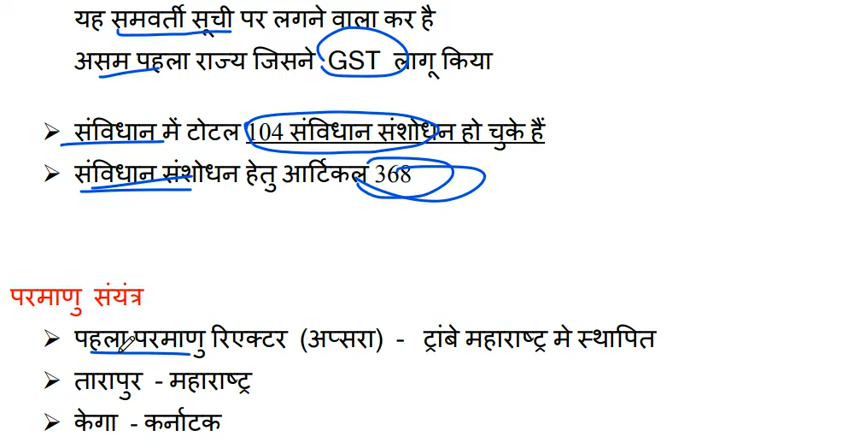 यह समवर्ती सूची पर लगने वाला कर है
असम पहला राज्य जिसने GST लागू किया
➢ संविधान में टोटल 104 संविधान संशोधन हो चुके हैं
➢ संविधान संशोधन हेतु आर्टिकल 368
परमाणु संयंत्र
➢ पहला परमाणु रिएक्टर (अप्सरा) - ट्रांबे महाराष्ट्र मे स्थापित
➢ तारापुर - महाराष्ट्र
➢ केगा - कर्नाटक